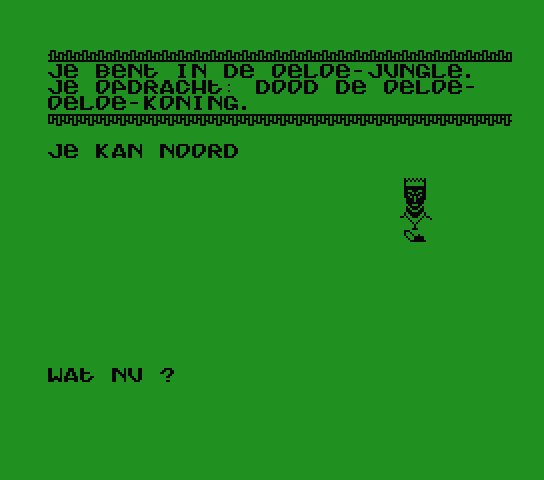 Je bent in de oeloe-jungle.
Je opdracht: dood de oeloe-
oeloe-koning.
Je kan noord
Wat nu ?